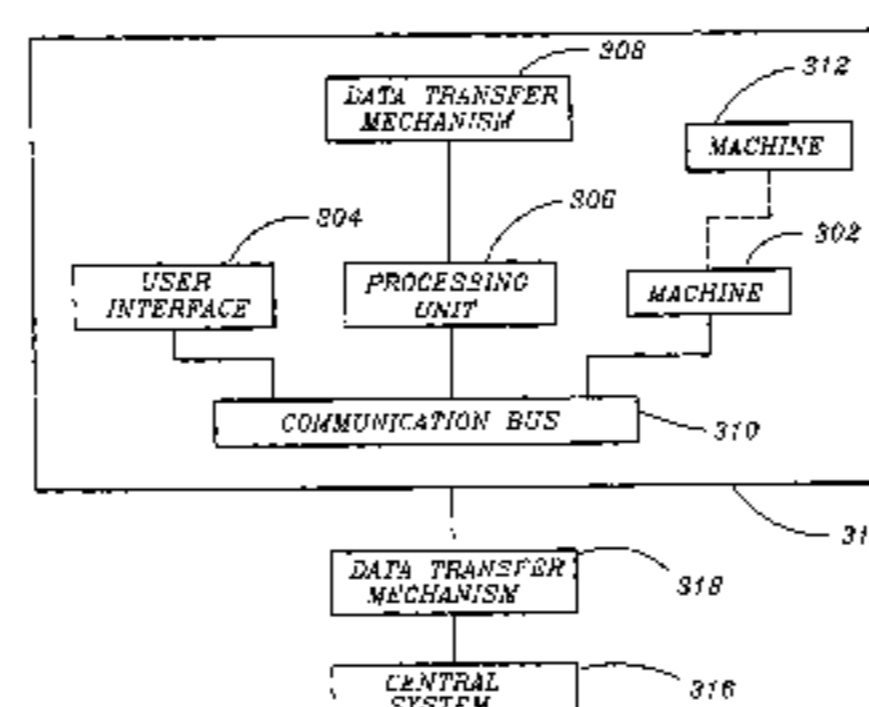 308
312
DATA TRANSFER
MECHANISM
MACHINE
304
306
302
USER
INTERFACE
PROCESSING
UNIT
MACHINE
COMMUNICATION BUS
310
DATA TRANSFER
MECHANISM
318
CENTRAL
SYSTEM
316